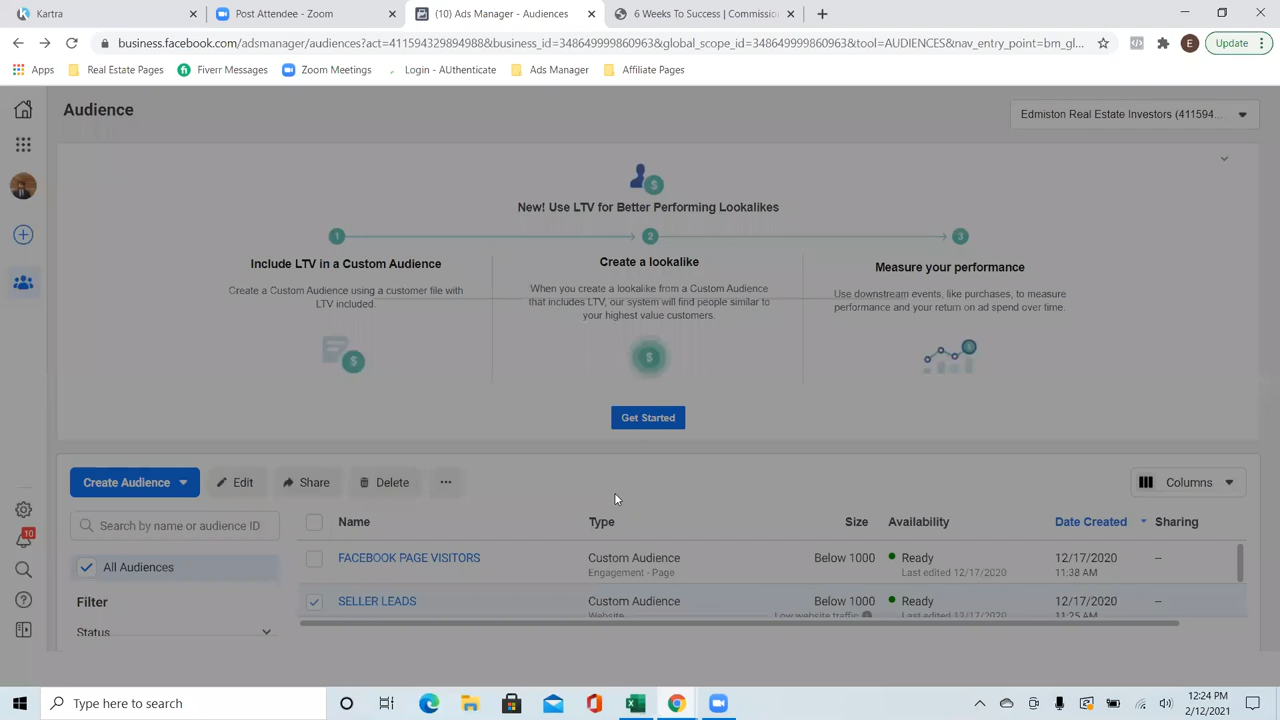 Kartra
Post Attendee - Zoom
(10) Ads Manager - Audiences
6 Weeks To Success | Commissio
business.facebook.com/adsmanager/audiences?act=411594329894988&business_id=348649999860963&global_scope_id=348649999860963&tool=AUDIENCES&nav_entry_point=bm_gl...
E
Update
Apps
Real Estate Pages
Fiverr Messages
Zoom Meetings
Login - AUthenticate
Ads Manager
Affiliate Pages
Audience
Edmiston Real Estate Investors (411594...
New! Use LTV for Better Performing Lookalikes
1
2
3
Include LTV in a Custom Audience
Create a Custom Audience using a customer file with
LTV included.
Create a lookalike
When you create a lookalike from a Custom Audience
that includes LTV, our system will find people similar to
your highest value customers.
Measure your performance
Use downstream events, like purchases, to measure
performance and your return on ad spend over time.
Get Started
Create Audience
Edit
Share
Delete
Columns
Search by name or audience ID
Name
Type
Size
Availability
Date Created
Sharing
All Audiences
FACEBOOK PAGE VISITORS
Custom Audience
Engagement - Page
Below 1000
Ready
Last edited 12/17/2020
12/17/2020
11:38 AM
–
Filter
SELLER LEADS
Custom Audience
Website
Below 1000
Low website traffic
Ready
Last edited 12/17/2020
12/17/2020
11:25 AM
–
Status
10
Type here to search
12:24 PM
2/12/2021